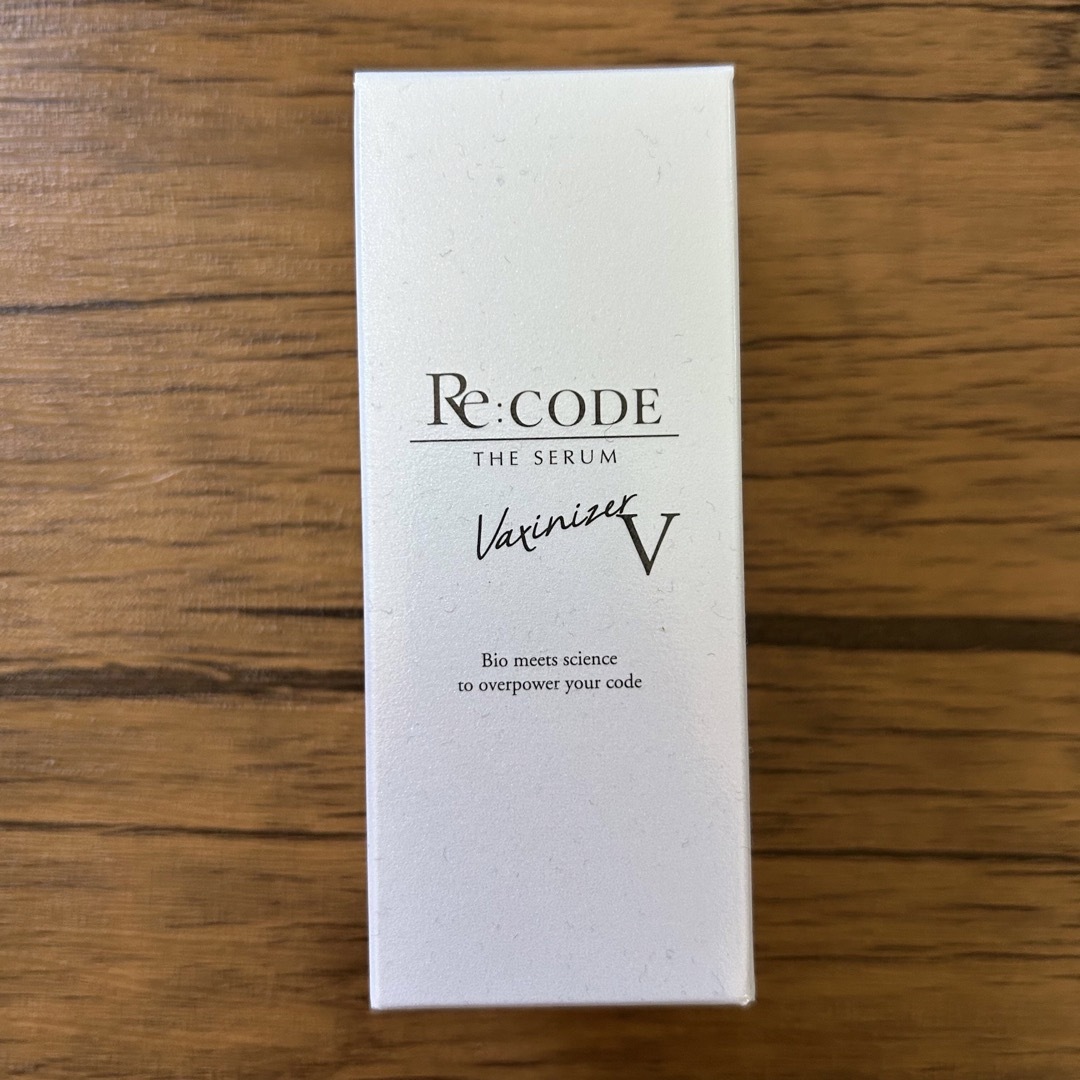 Re:CODE
THE SERUM
Vaxinizer
V
Bio meets science
to overpower your code